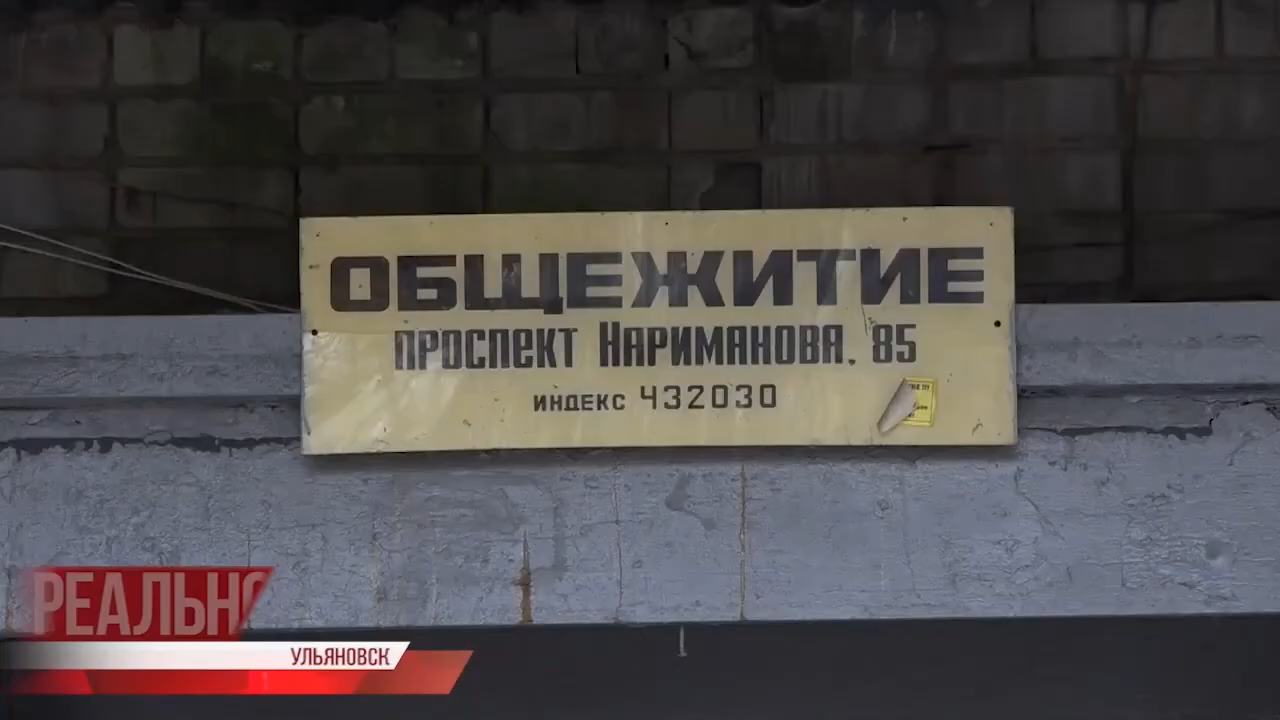 ОБЩЕЖИТИЕ
ПРОСПЕКТ НАРИМАНОВА, 85
ИНДЕКС 432030
РЕАЛЬНО
УЛЬЯНОВСК